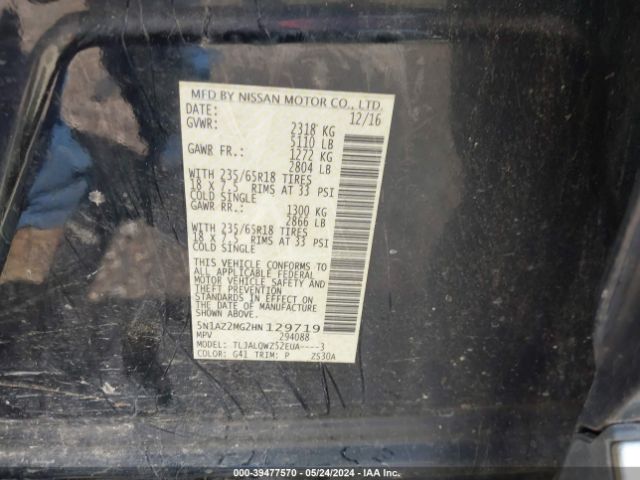 MFD BY NISSAN MOTOR CO., LTD.
DATE: 12/16
GVWR: 2318 KG
5110 LB
GAWR FR.: 1272 KG
2804 LB
WITH 235/65R18 TIRES
18 X 7.5 RIMS AT 33 PSI
COLD SINGLE
GAWR RR.: 1300 KG
2866 LB
WITH 235/65R18 TIRES
18 X 7.5 RIMS AT 33 PSI
COLD SINGLE
THIS VEHICLE CONFORMS TO
ALL APPLICABLE FEDERAL
MOTOR VEHICLE SAFETY AND
THEFT PREVENTION
STANDARDS IN EFFECT ON
THE DATE OF MANUFACTURE
SHOWN ABOVE.
5N1AZ2MG2HN129719
MPV 294088
MODEL: TLJALQWZ52EUA----3
COLOR: G41 TRIM: P ZS30A
000-39477570 - 05/24/2024 - IAA Inc.